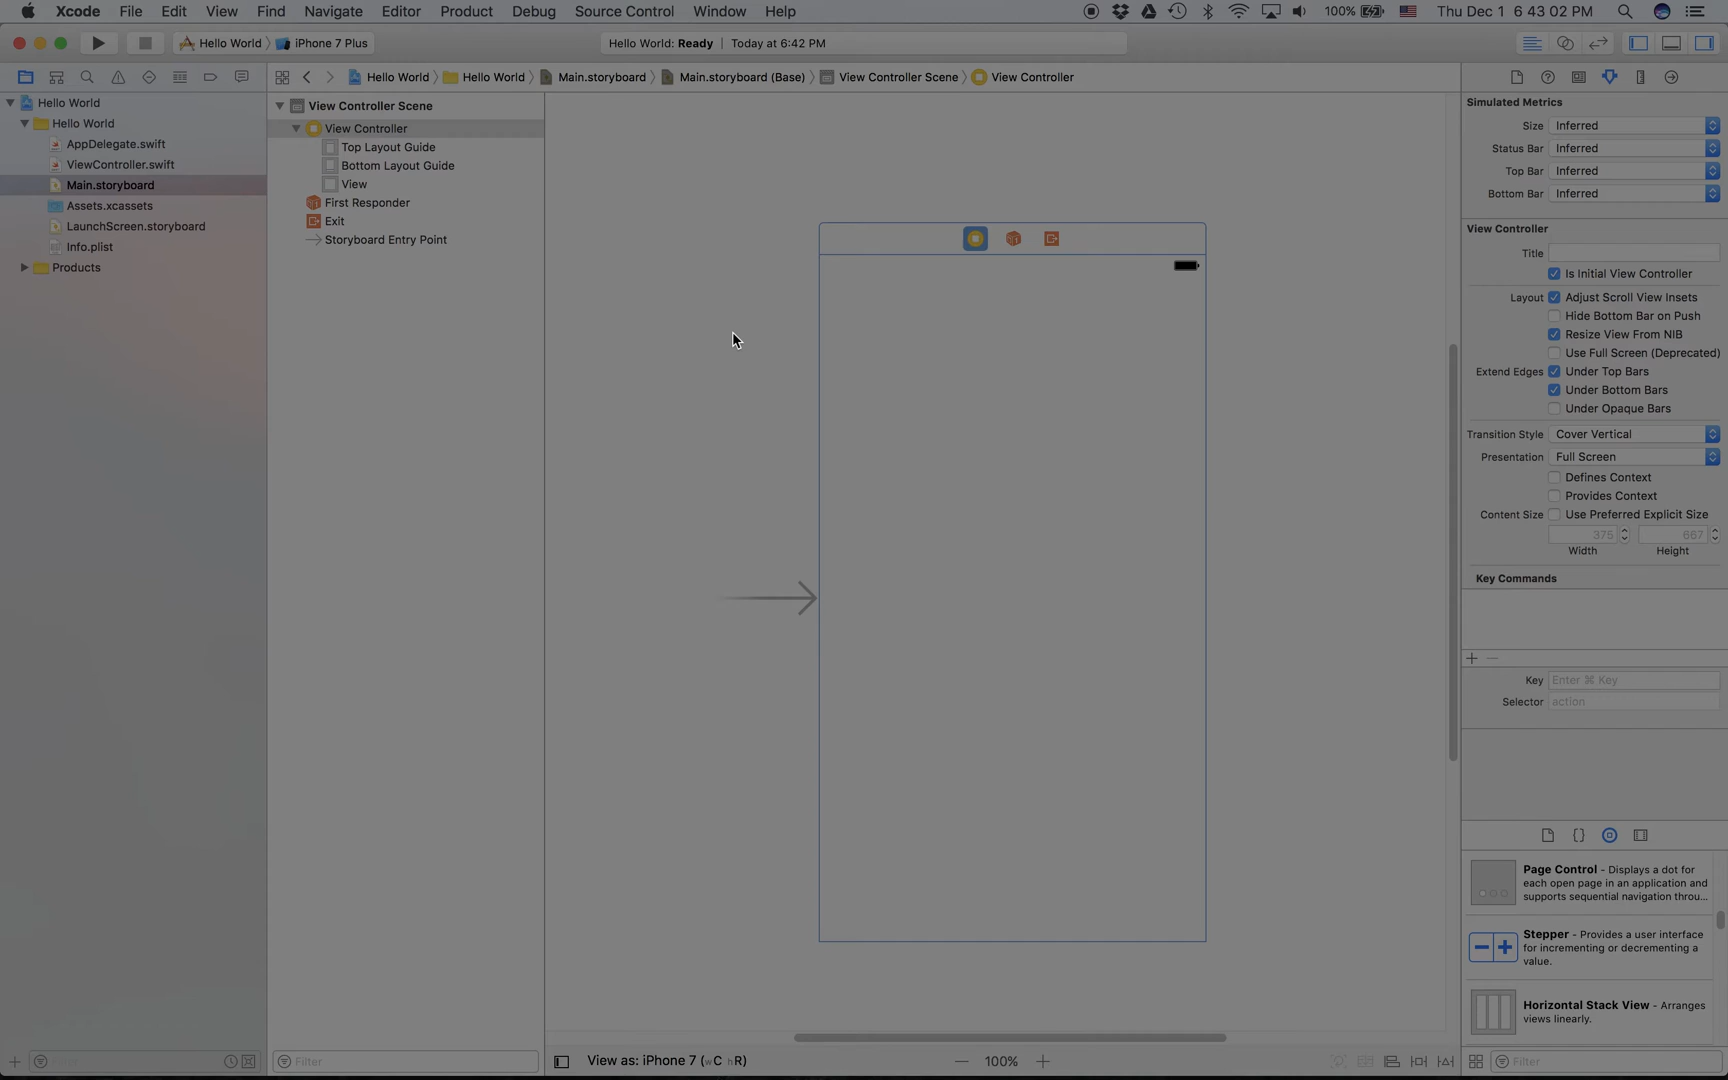 Xcode File Edit View Find Navigate Editor Product Debug Source Control Window Help 100% Thu Dec 1 6 43 02 PM
Hello World iPhone 7 Plus Hello World: Ready Today at 6:42 PM
Hello World Hello World Main.storyboard Main.storyboard (Base) View Controller Scene View Controller
Hello World
Hello World
AppDelegate.swift
ViewController.swift
Main.storyboard
Assets.xcassets
LaunchScreen.storyboard
Info.plist
Products
View Controller Scene
View Controller
Top Layout Guide
Bottom Layout Guide
View
First Responder
Exit
Storyboard Entry Point
Simulated Metrics
Size Inferred
Status Bar Inferred
Top Bar Inferred
Bottom Bar Inferred
View Controller
Title
Is Initial View Controller
Layout Adjust Scroll View Insets
Hide Bottom Bar on Push
Resize View From NIB
Use Full Screen (Deprecated)
Extend Edges Under Top Bars
Under Bottom Bars
Under Opaque Bars
Transition Style Cover Vertical
Presentation Full Screen
Defines Context
Provides Context
Content Size Use Preferred Explicit Size
375 667
Width Height
Key Commands
Key Enter ⌘ Key
Selector action
Page Control - Displays a dot for
each open page in an application and
supports sequential navigation throu...
Stepper - Provides a user interface
for incrementing or decrementing a
value.
Horizontal Stack View - Arranges
views linearly.
Filter
View as: iPhone 7 (wC hR) 100%
Filter